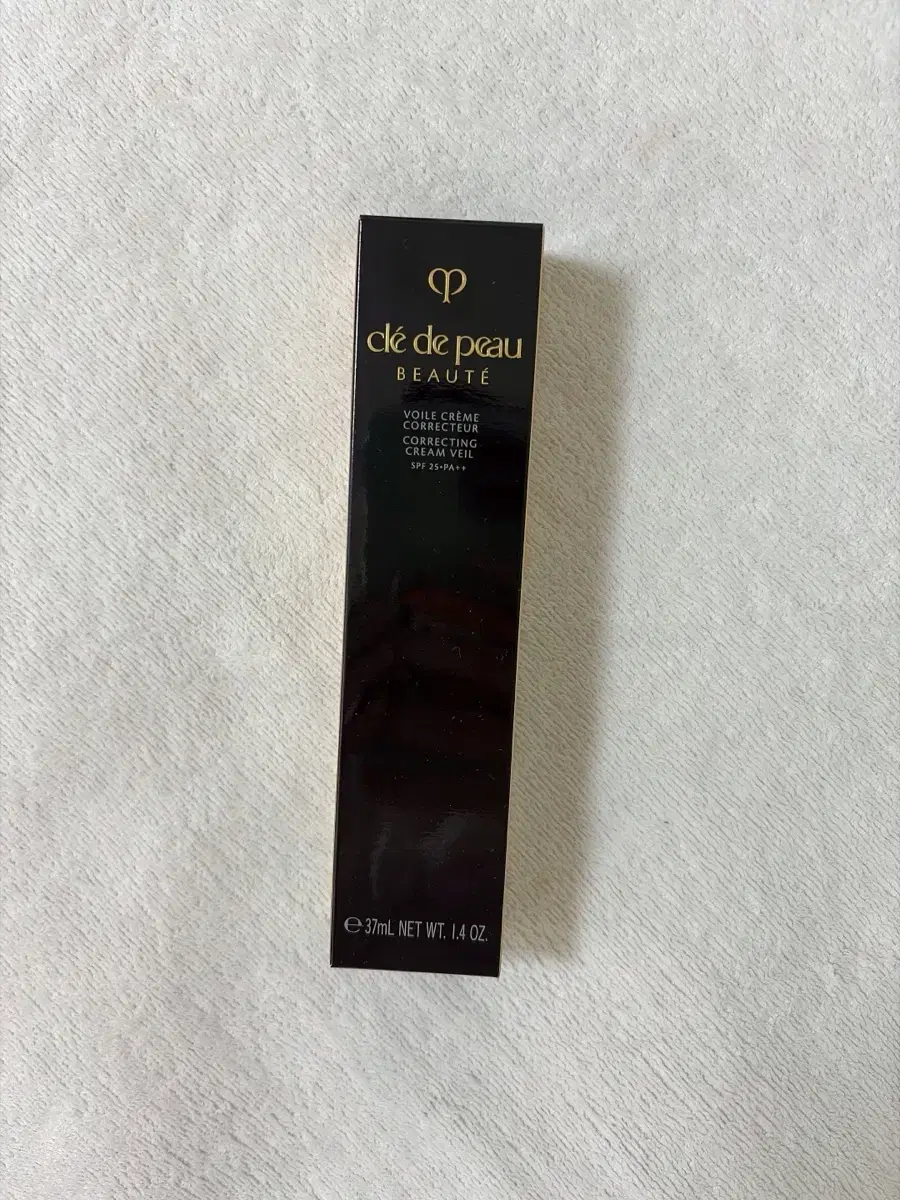 clé de peau
BEAUTÉ
VOILE CRÈME
CORRECTEUR
CORRECTING
CREAM VEIL
SPF 25•PA++
℮ 37mL NET WT. 1.4 OZ.